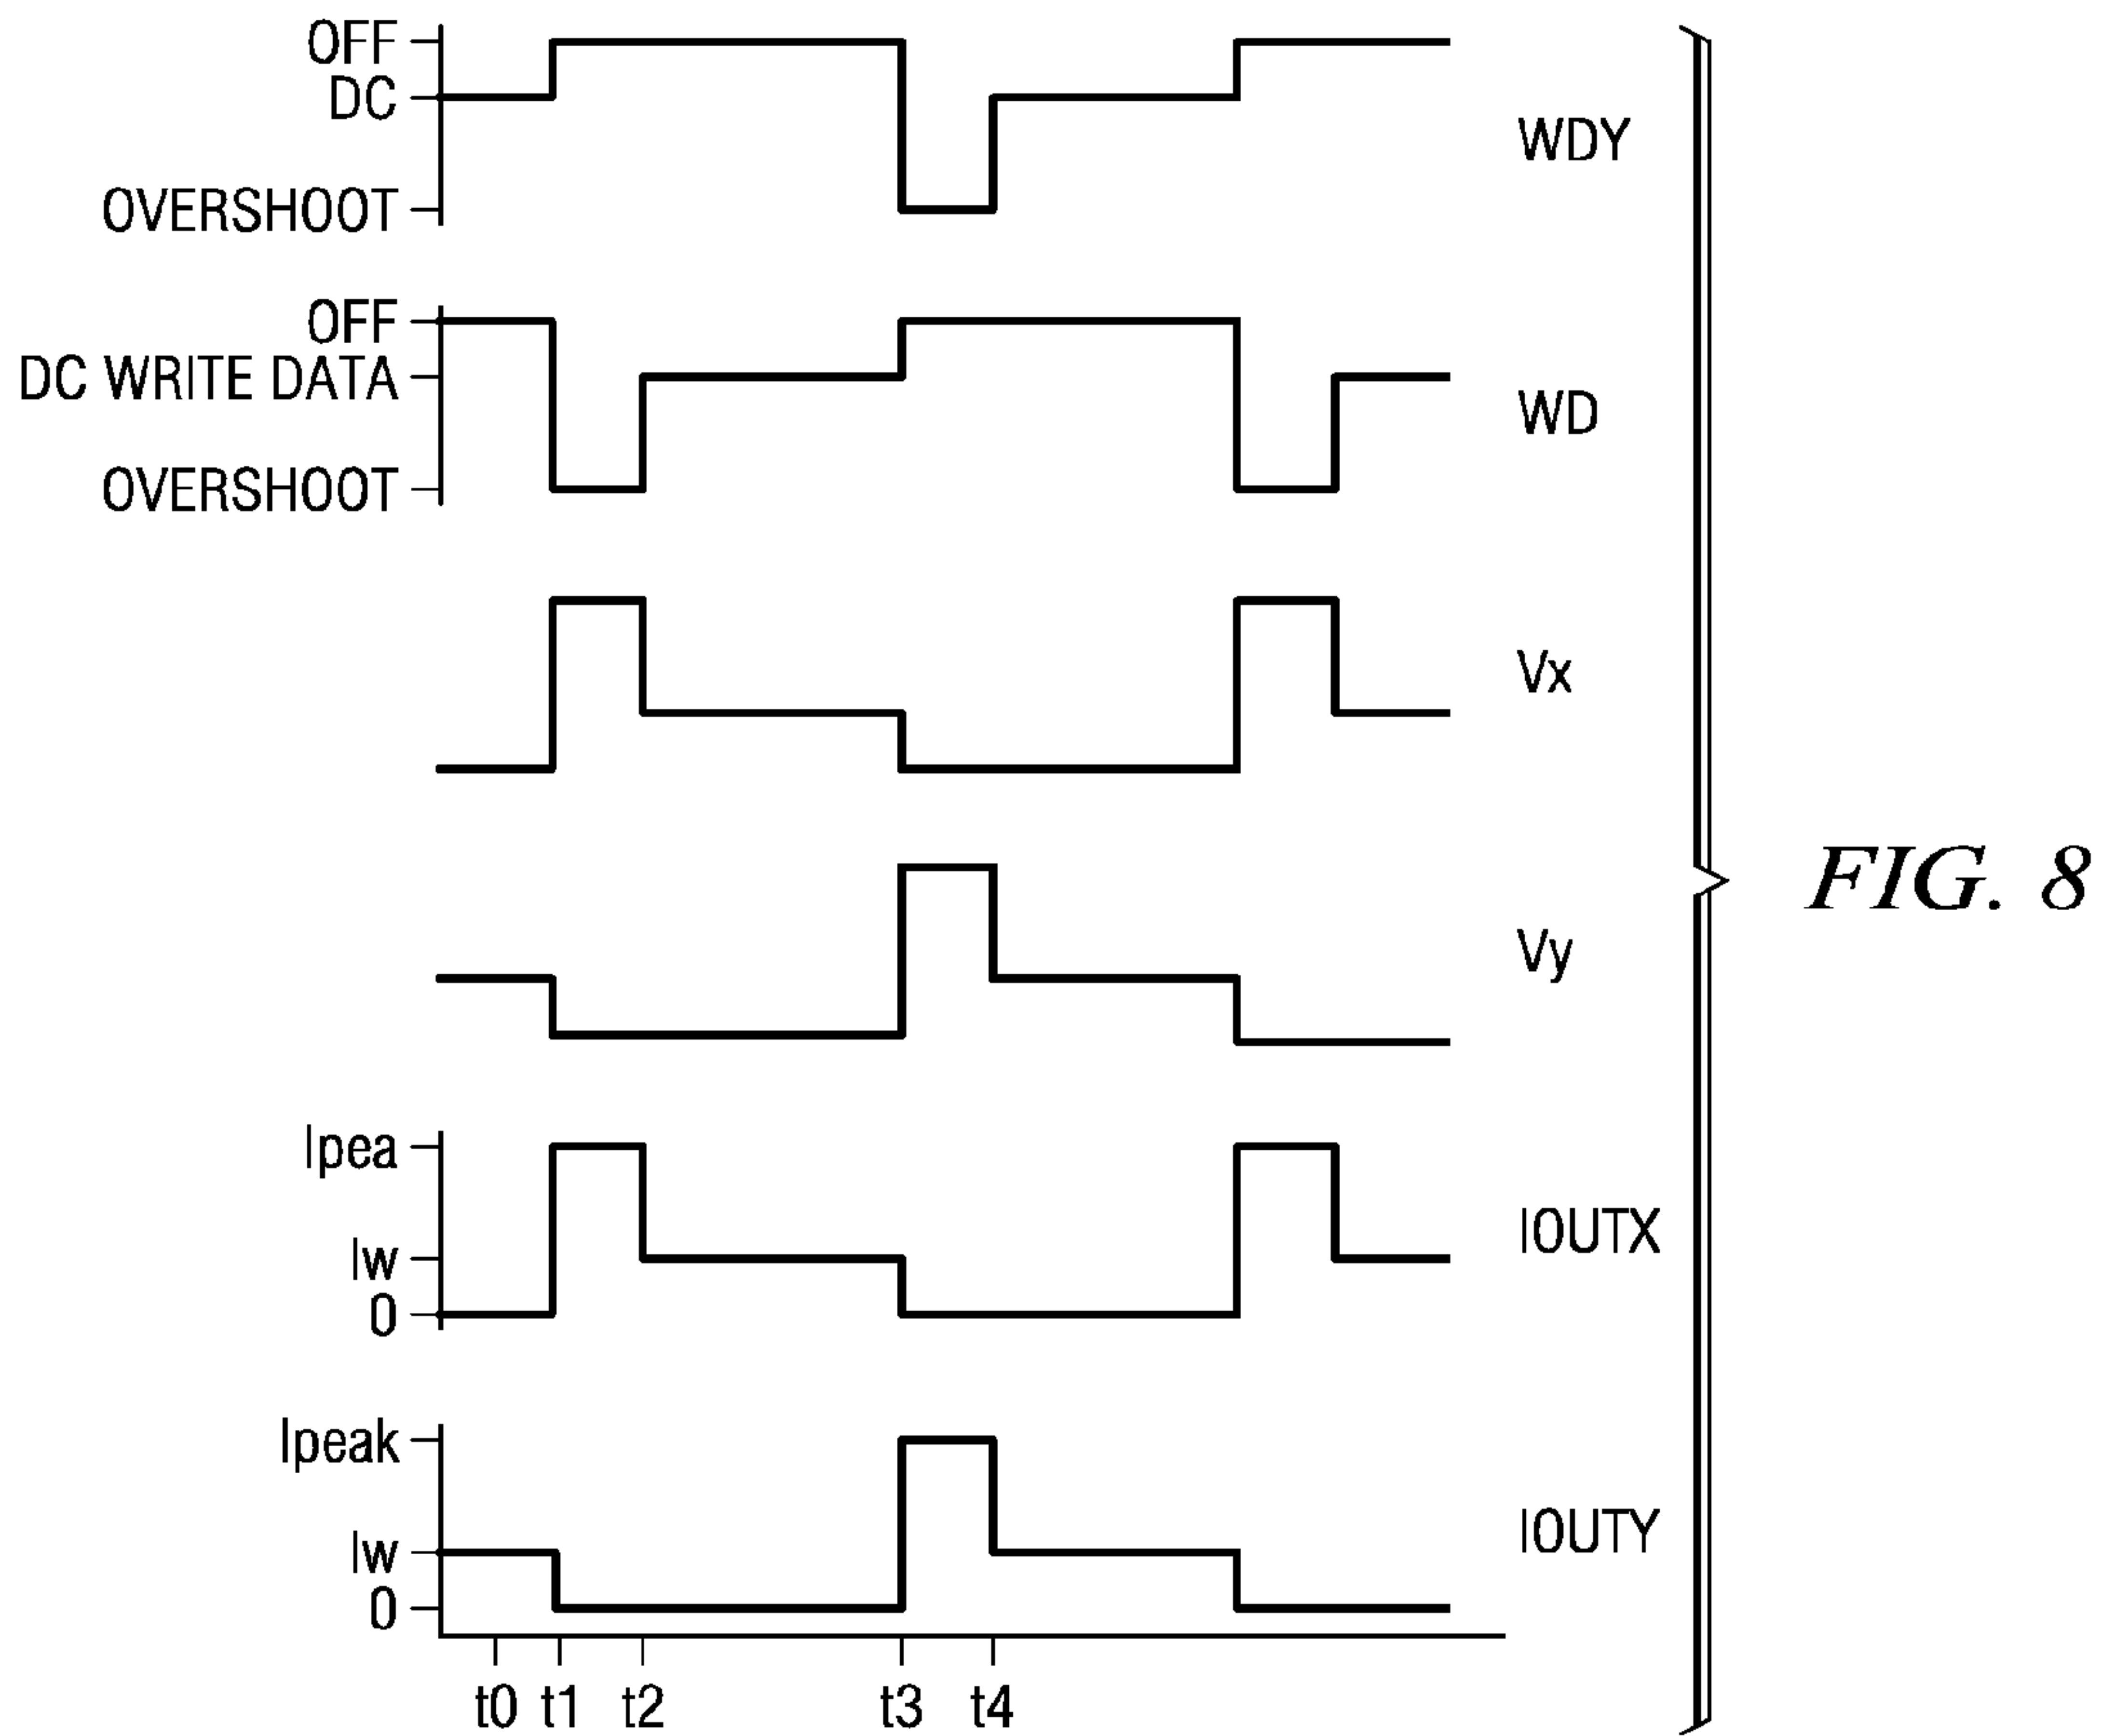 OFF
DC
OVERSHOOT
WDY
OFF
DC WRITE DATA
OVERSHOOT
WD
Vx
Vy
FIG. 8
Ipea
Iw
0
IOUTX
Ipeak
Iw
0
IOUTY
t0 t1 t2 t3 t4